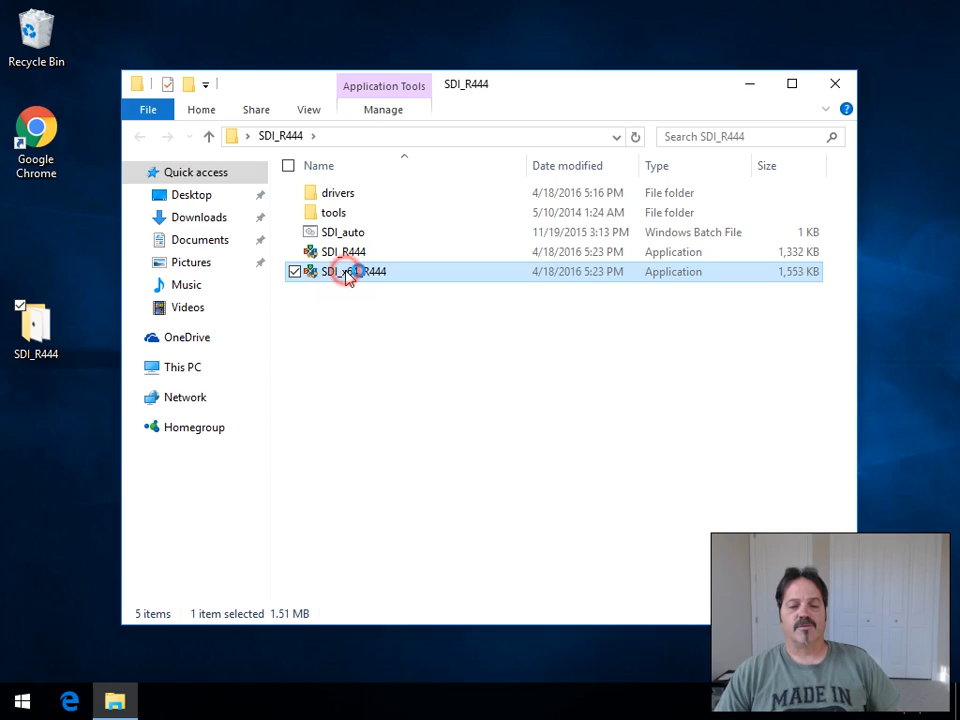 Recycle Bin
Google
Chrome
SDI_R444
Application Tools
SDI_R444
File
Home
Share
View
Manage
SDI_R444
Search SDI_R444
Quick access
Desktop
Downloads
Documents
Pictures
Music
Videos
OneDrive
This PC
Network
Homegroup
Name
Date modified
Type
Size
drivers
4/18/2016 5:16 PM
File folder
tools
5/10/2014 1:24 AM
File folder
SDI_auto
11/19/2015 3:13 PM
Windows Batch File
1 KB
SDI_R444
4/18/2016 5:23 PM
Application
1,332 KB
SDI_x64_R444
4/18/2016 5:23 PM
Application
1,553 KB
5 items
1 item selected 1.51 MB
MADE IN